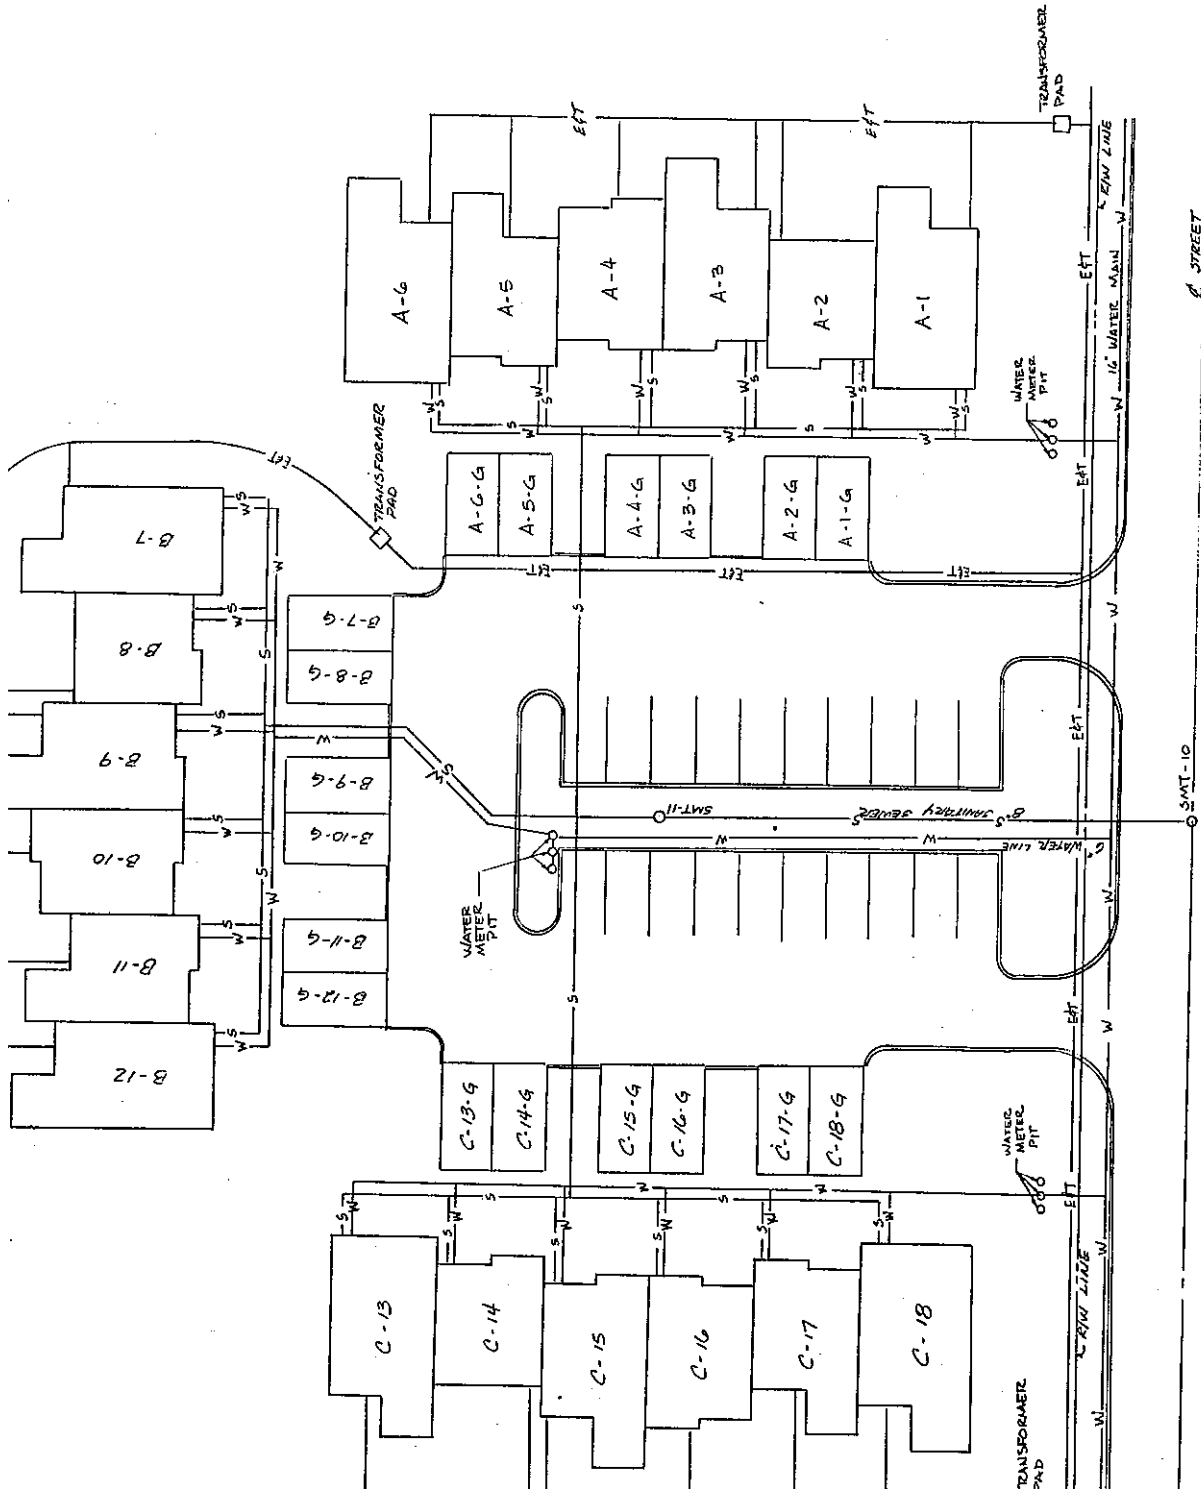 TRANSFORMER
PAD
E&T
E&T
R/W LINE
16" WATER MAIN
W
W
E&T
E&T
₵ STREET
A-6
A-5
A-4
A-3
A-2
A-1
WATER
METER
PIT
W
S
W
S
W
S
W
S
W
S
W
S
S
W
S
W
S
W
TRANSFORMER
PAD
E&T
A-6-G
A-5-G
A-4-G
A-3-G
A-2-G
A-1-G
E&T
E&T
E&T
S
B-7
B-8
B-9
B-10
B-11
B-12
S
W
S
W
S
W
S
W
S
W
S
W
W
S
S
W
B-7-G
B-8-G
B-9-G
B-10-G
B-11-G
B-12-G
W
S
W
SMT-11
S
8" SANITARY SEWER
S
W
W
6" WATER LINE
SMT-10
WATER
METER
PIT
W
E&T
W
E&T
W
S
C-13-G
C-14-G
C-15-G
C-16-G
C-17-G
C-18-G
WATER
METER
PIT
W
S
W
S
W
S
W
S
W
S
W
S
W
S
W
S
W
E&T
W
R/W LINE
W
C-13
C-14
C-15
C-16
C-17
C-18
TRANSFORMER
PAD